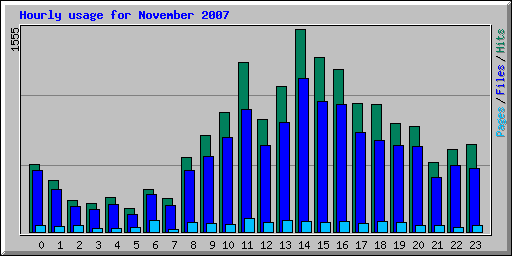 Hourly usage for November 2007
1555
Pages / Files / Hits
0 1 2 3 4 5 6 7 8 9 10 11 12 13 14 15 16 17 18 19 20 21 22 23